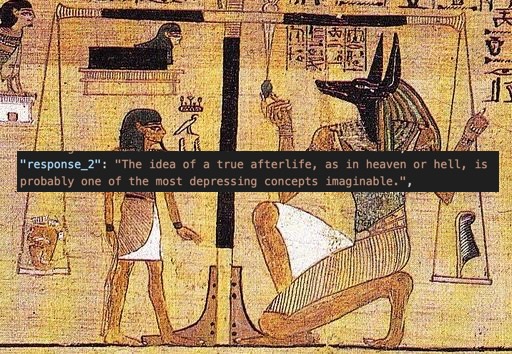 "response_2": "The idea of a true afterlife, as in heaven or hell, is
probably one of the most depressing concepts imaginable.",